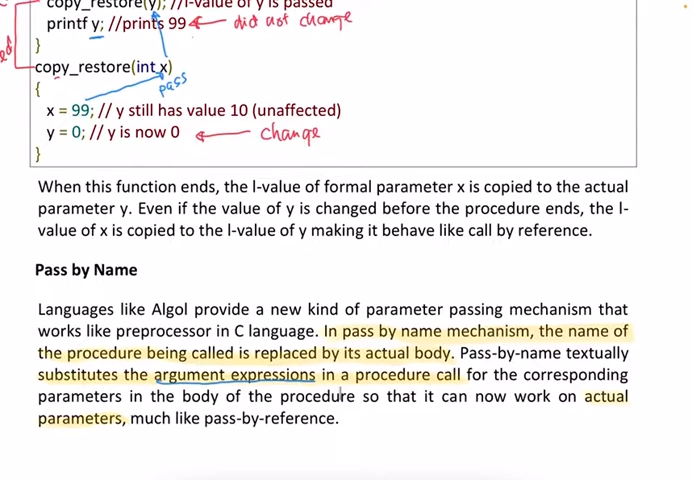 copy_restore(y); //l-value of y is passed
printf y; //prints 99 did not change
}
copy_restore(int x)
pass
{
x = 99; // y still has value 10 (unaffected)
y = 0; // y is now 0 change
}
When this function ends, the l-value of formal parameter x is copied to the actual
parameter y. Even if the value of y is changed before the procedure ends, the l-
value of x is copied to the l-value of y making it behave like call by reference.
Pass by Name
Languages like Algol provide a new kind of parameter passing mechanism that
works like preprocessor in C language. In pass by name mechanism, the name of
the procedure being called is replaced by its actual body. Pass-by-name textually
substitutes the argument expressions in a procedure call for the corresponding
parameters in the body of the procedure so that it can now work on actual
parameters, much like pass-by-reference.